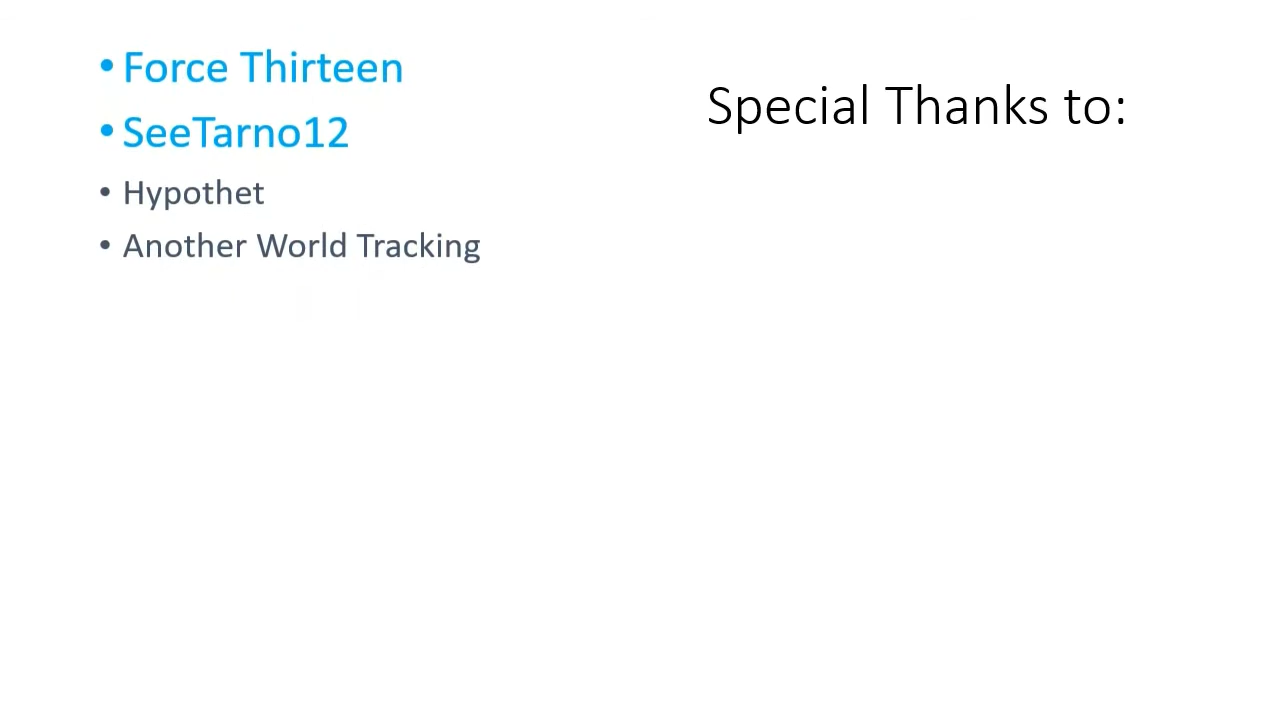 Force Thirteen
SeeTarno12
Hypothet
Another World Tracking
Special Thanks to: